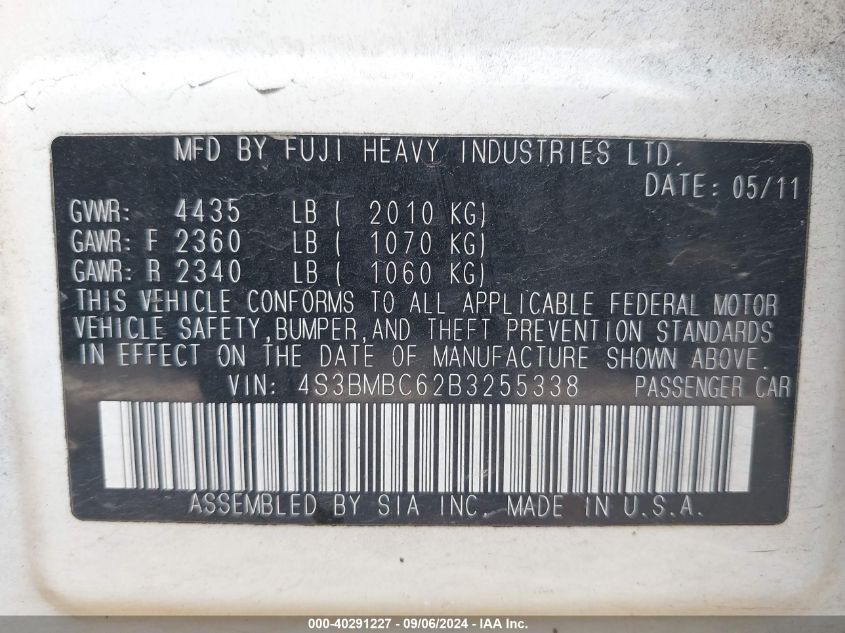 MFD BY FUJI HEAVY INDUSTRIES LTD.
DATE: 05/11
GVWR: 4435 LB ( 2010 KG)
GAWR: F 2360 LB ( 1070 KG)
GAWR: R 2340 LB ( 1060 KG)
THIS VEHICLE CONFORMS TO ALL APPLICABLE FEDERAL MOTOR
VEHICLE SAFETY, BUMPER, AND THEFT PREVENTION STANDARDS
IN EFFECT ON THE DATE OF MANUFACTURE SHOWN ABOVE.
VIN: 4S3BMBC62B3255338 PASSENGER CAR
ASSEMBLED BY SIA INC. MADE IN U.S.A.
000-40291227 - 09/06/2024 - IAA Inc.